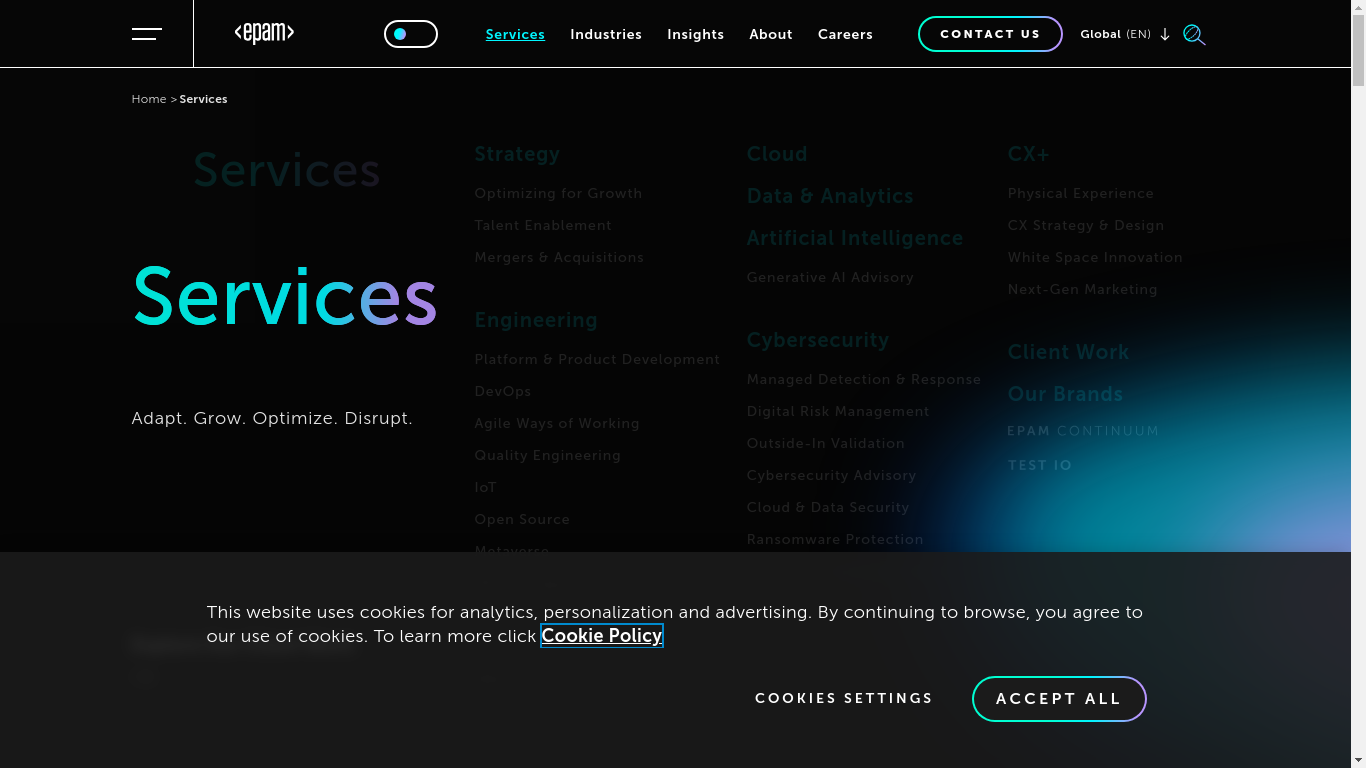 <epam>
Services
Industries
Insights
About
Careers
CONTACT US
Global (EN)
Home > Services
Services
Strategy
Optimizing for Growth
Talent Enablement
Mergers & Acquisitions
Engineering
Platform & Product Development
DevOps
Agile Ways of Working
Quality Engineering
IoT
Open Source
Metaverse
Cloud
Data & Analytics
Artificial Intelligence
Generative AI Advisory
Cybersecurity
Managed Detection & Response
Digital Risk Management
Outside-In Validation
Cybersecurity Advisory
Cloud & Data Security
Ransomware Protection
CX+
Physical Experience
CX Strategy & Design
White Space Innovation
Next-Gen Marketing
Client Work
Our Brands
EPAM CONTINUUM
TEST IO
Services
Adapt. Grow. Optimize. Disrupt.
This website uses cookies for analytics, personalization and advertising. By continuing to browse, you agree to
our use of cookies. To learn more click Cookie Policy
COOKIES SETTINGS
ACCEPT ALL